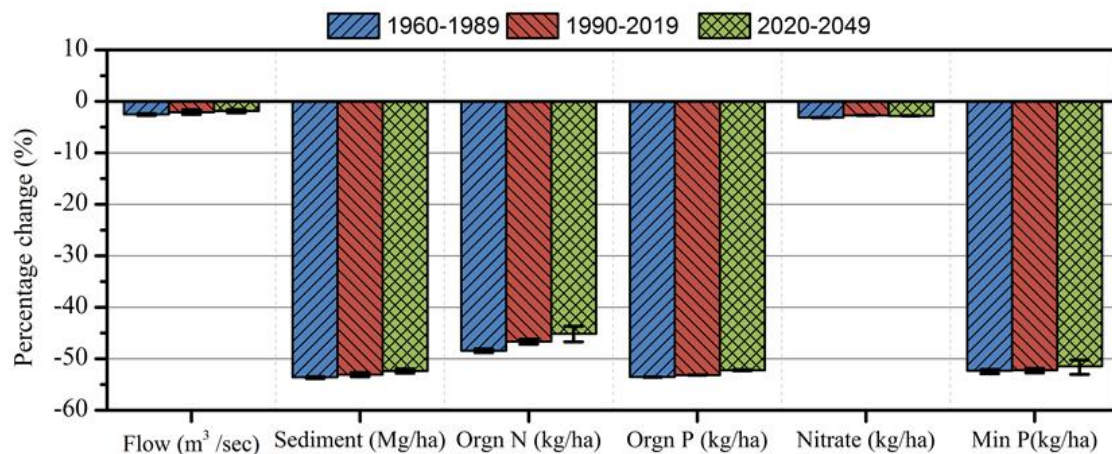 1960-1989 1990-2019 2020-2049
10
0
-10
-20
-30
-40
-50
-60
Percentage change (%)
Flow (m³ /sec) Sediment (Mg/ha) Orgn N (kg/ha) Orgn P (kg/ha) Nitrate (kg/ha) Min P(kg/ha)